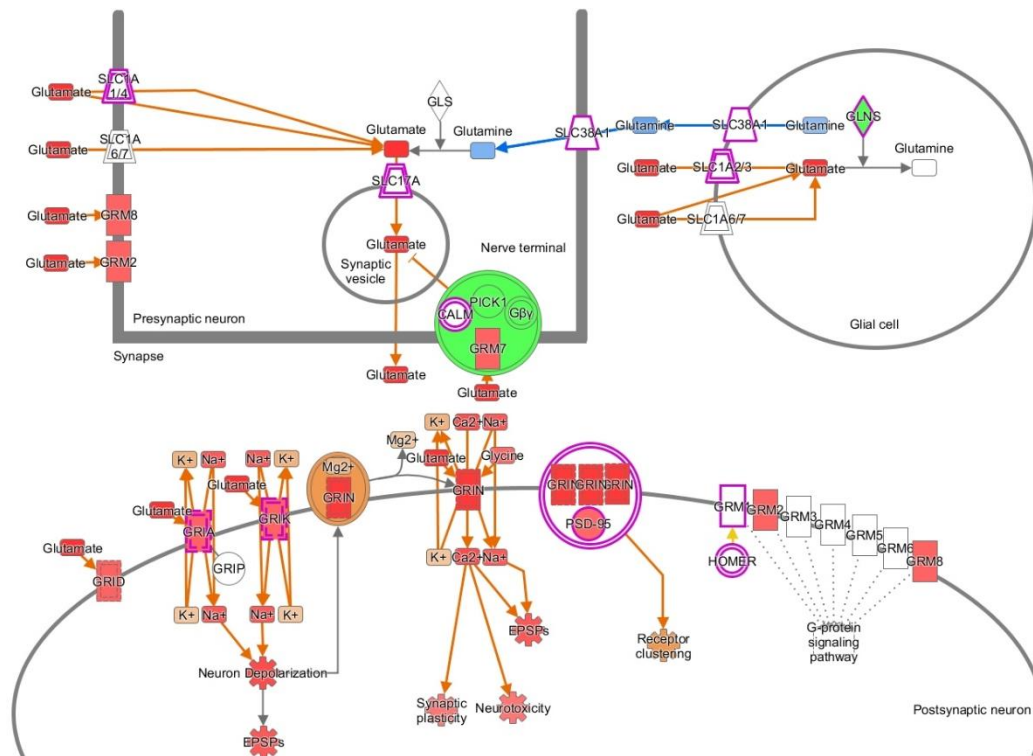 SLC1A
1/4
Glutamate
GLS
Glutamate
Glutamine
SLC38A1
SLC1A
6/7
Glutamate
SLC17A
GRM8
Glutamate
GRM2
Glutamate
Glutamate
Synaptic
vesicle
Nerve terminal
Presynaptic neuron
Synapse
PICK1
CALM
Gβγ
GRM7
Glutamate
Glutamate
Glutamine
SLC38A1
Glutamine
GLNS
Glutamine
Glutamate
SLC1A2/3
Glutamate
Glutamate
SLC1A6/7
Glial cell
K+
Na+
Na+
K+
Glutamate
Glutamate
GRIA
GRIK
GRIP
Glutamate
GRID
K+
Na+
K+
Na+
K+
Mg2+
GRIN
Mg2+
K+
Ca2+
Na+
Glutamate
Glycine
GRIN
K+
Ca2+
Na+
GRIN
GRIN
GRIN
PSD-95
GRM1
GRM2
GRM3
GRM4
GRM5
GRM6
GRM8
HOMER
Neuron Depolarization
EPSPs
EPSPs
Synaptic
plasticity
Neurotoxicity
Receptor
clustering
G-protein
signaling
pathway
Postsynaptic neuron